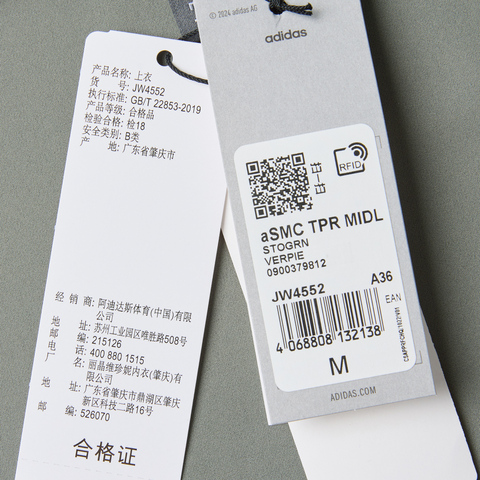 产品名称: 上衣
货 号: JW4552
执行标准: GB/T 22853-2019
产品等级: 合格品
检验合格: 检18
安全类别: B类
产 地: 广东省肇庆市
经 销 商: 阿迪达斯体育(中国)有限
公司
地 址: 苏州工业园区唯胜路508号
邮 编: 215126
电 话: 400 880 1515
厂 名: 丽晶维珍妮内衣(肇庆)有
限公司
地 址: 广东省肇庆市鼎湖区肇庆
新区科技二路16号
邮 编: 526070
合格证
© 2024 adidas AG
adidas
RFID
aSMC TPR MIDL
STOGRN
VERPIE
0900379812
JW4552 A36
EAN
4 068808 132138
M
ADIDAS.COM